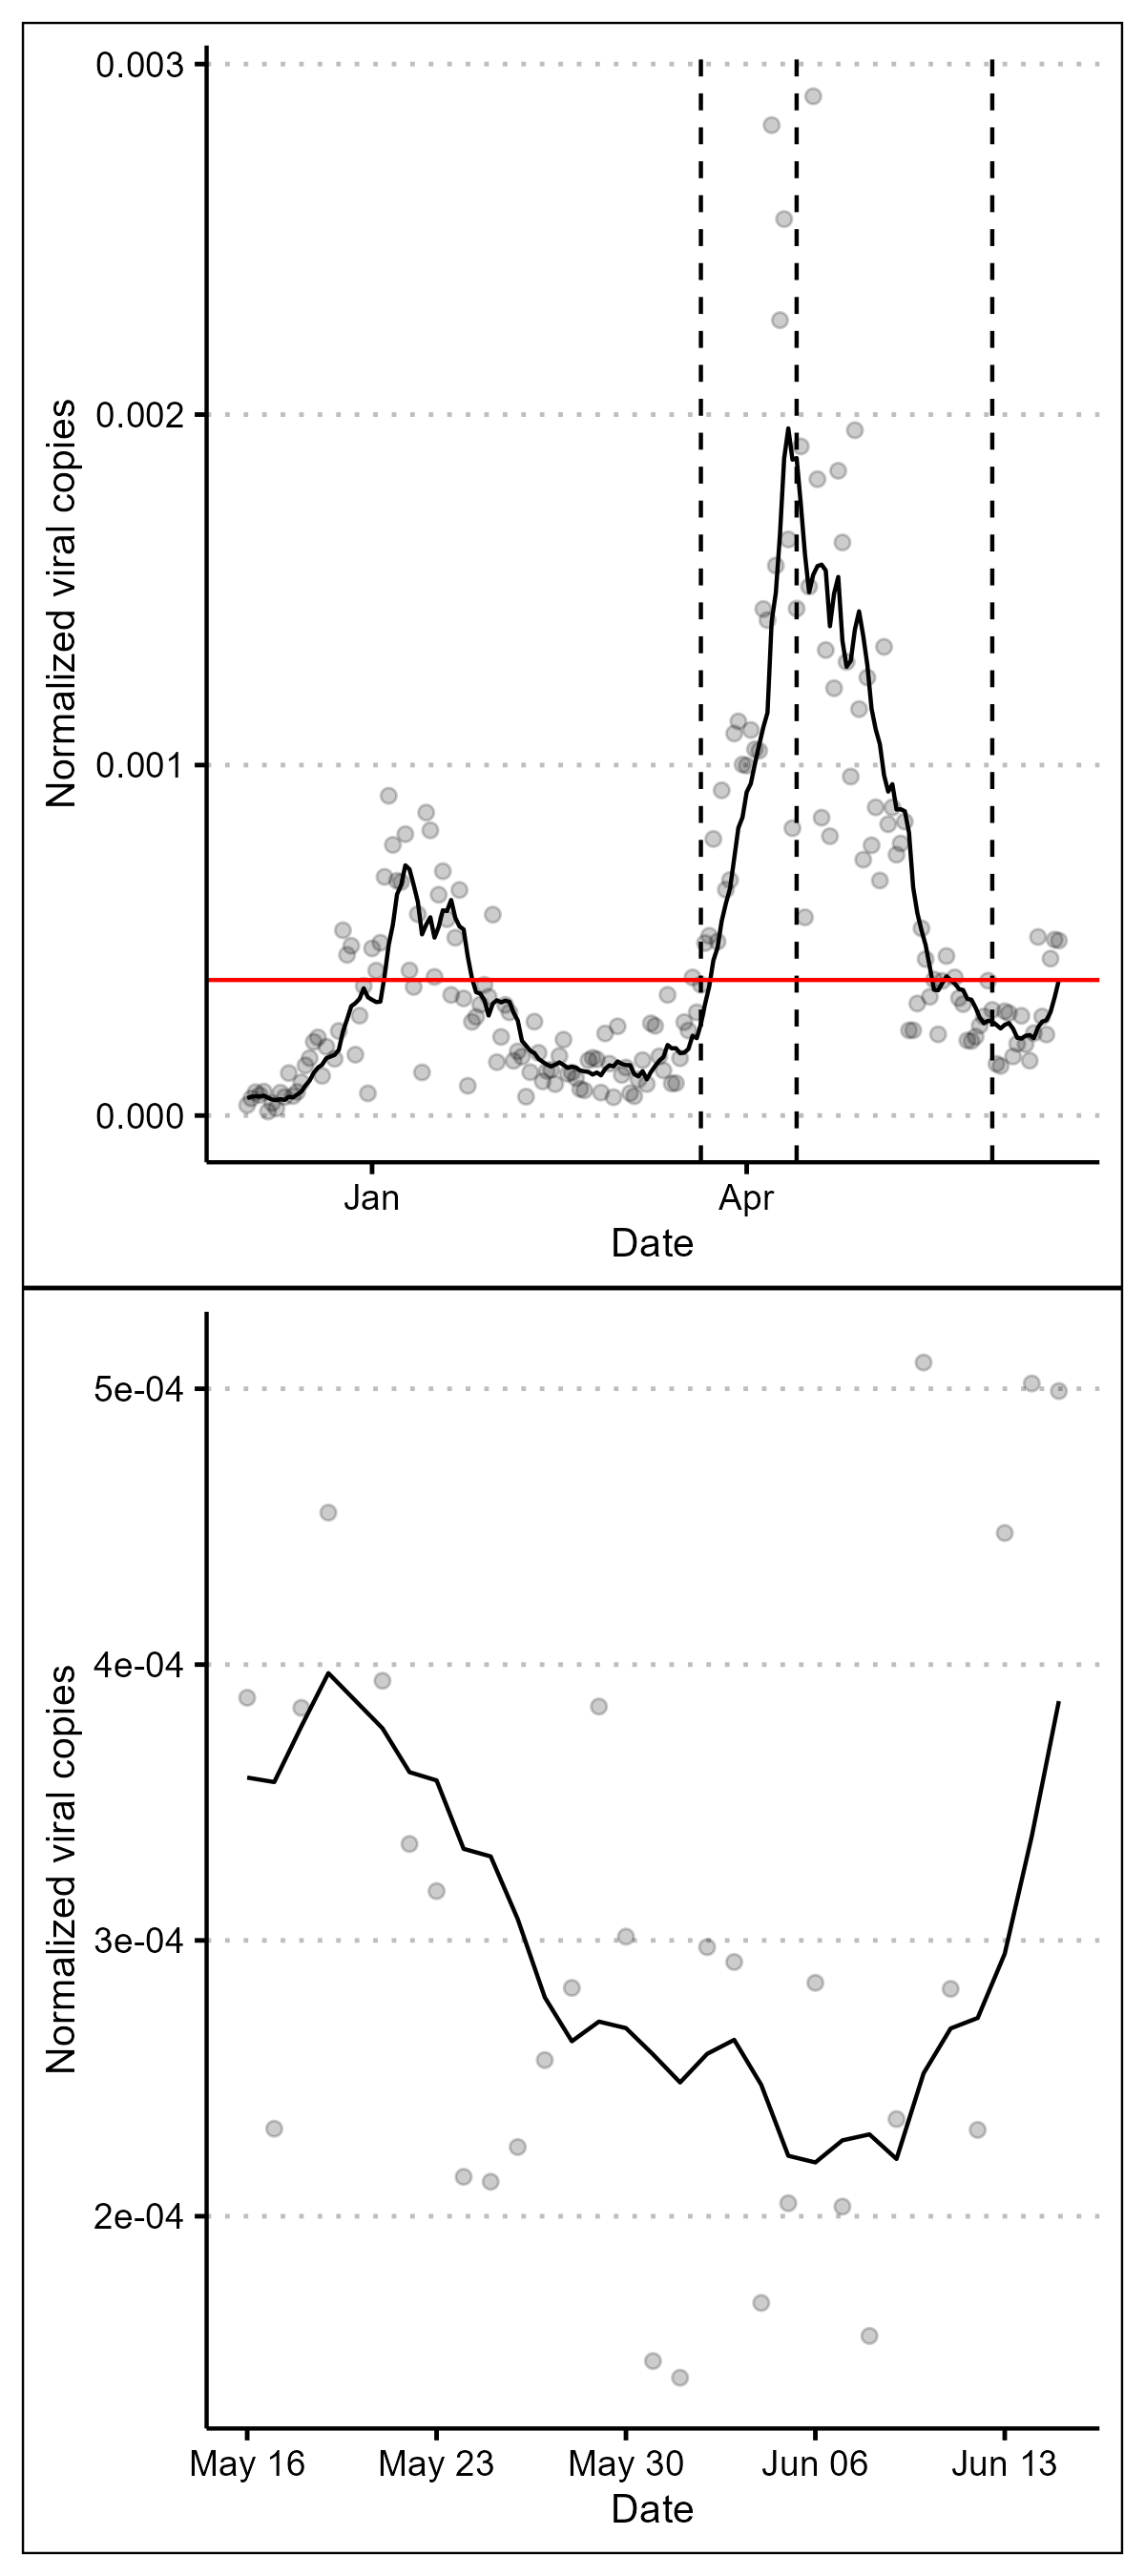 0.003
0.002
0.001
0.000
Normalized viral copies
Jan Apr
Date
5e-04
4e-04
3e-04
2e-04
Normalized viral copies
May 16 May 23 May 30 Jun 06 Jun 13
Date